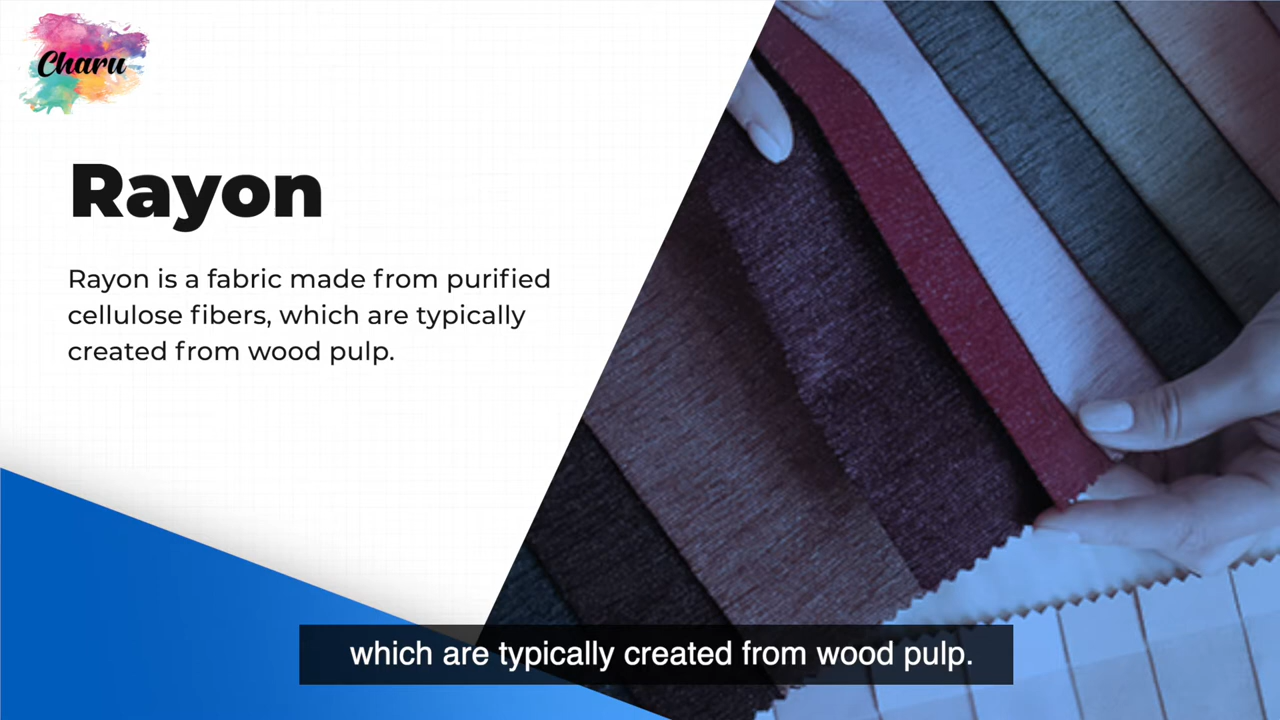 Charu
Rayon
Rayon is a fabric made from purified
cellulose fibers, which are typically
created from wood pulp.
which are typically created from wood pulp.